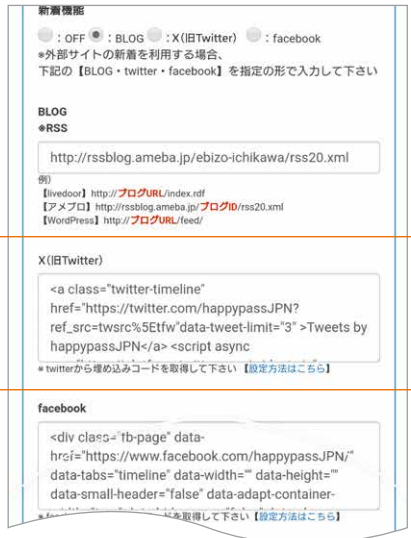 新着機能
：OFF ：BLOG ：X(旧Twitter) ：facebook
※外部サイトの新着を利用する場合、
下記の【BLOG・twitter・facebook】を指定の形で入力して下さい
BLOG
※RSS
http://rssblog.ameba.jp/ebizo-ichikawa/rss20.xml
例)
【livedoor】http://ブログURL/index.rdf
【アメブロ】http://rssblog.ameba.jp/ブログID/rss20.xml
【WordPress】http://ブログURL/feed/
X(旧Twitter)
<a class="twitter-timeline"
href="https://twitter.com/happypassJPN?
ref_src=twsrc%5Etfw"data-tweet-limit="3" >Tweets by
happypassJPN</a> <script async
※twitterから埋め込みコードを取得して下さい【設定方法はこちら】
facebook
<div class="fb-page" data-
href="https://www.facebook.com/happypassJPN/"
data-tabs="timeline" data-width="" data-height=""
data-small-header="false" data-adapt-container-
ドを取得して下さい【設定方法はこちら】